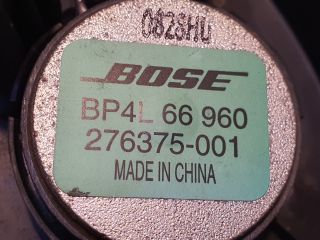 0828HU
BOSE
BP4L 66 960
276375-001
MADE IN CHINA